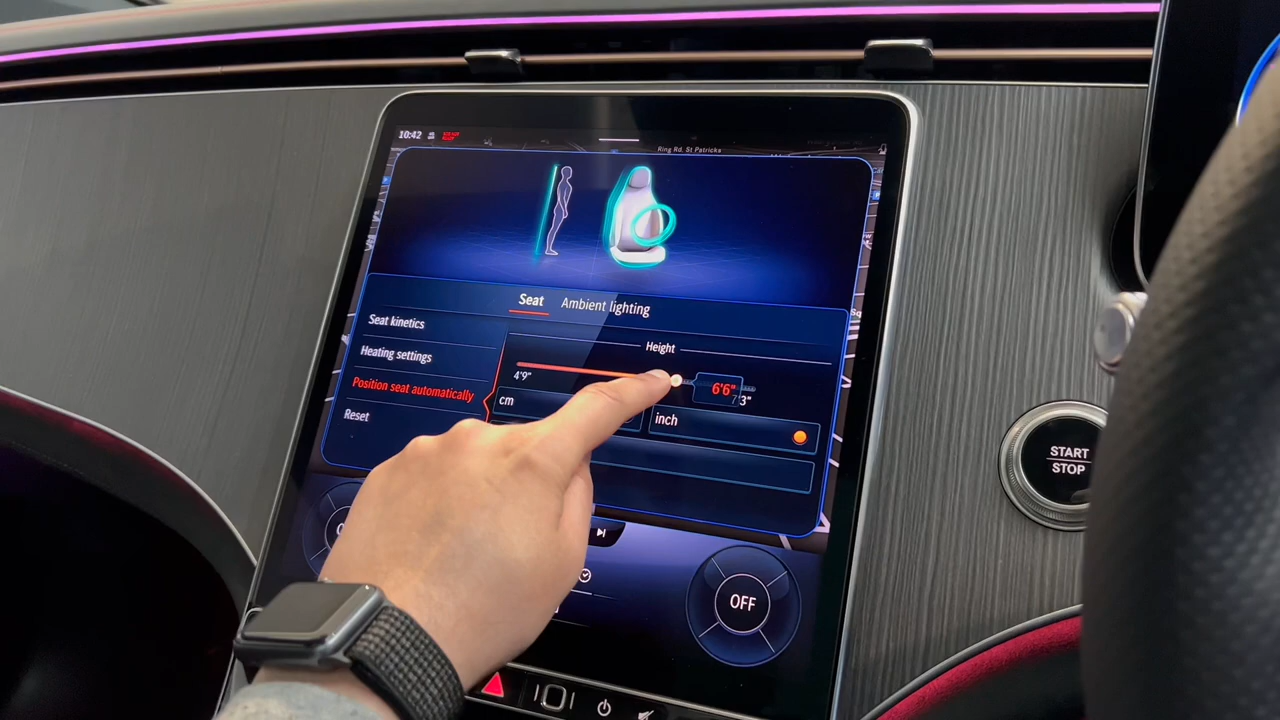 10:42
Ring Rd. St Patricks
Seat Ambient lighting
Seat kinetics
Heating settings
Position seat automatically
Reset
Height
4'9"
6'6"
7'3"
cm
inch
OFF
START
STOP